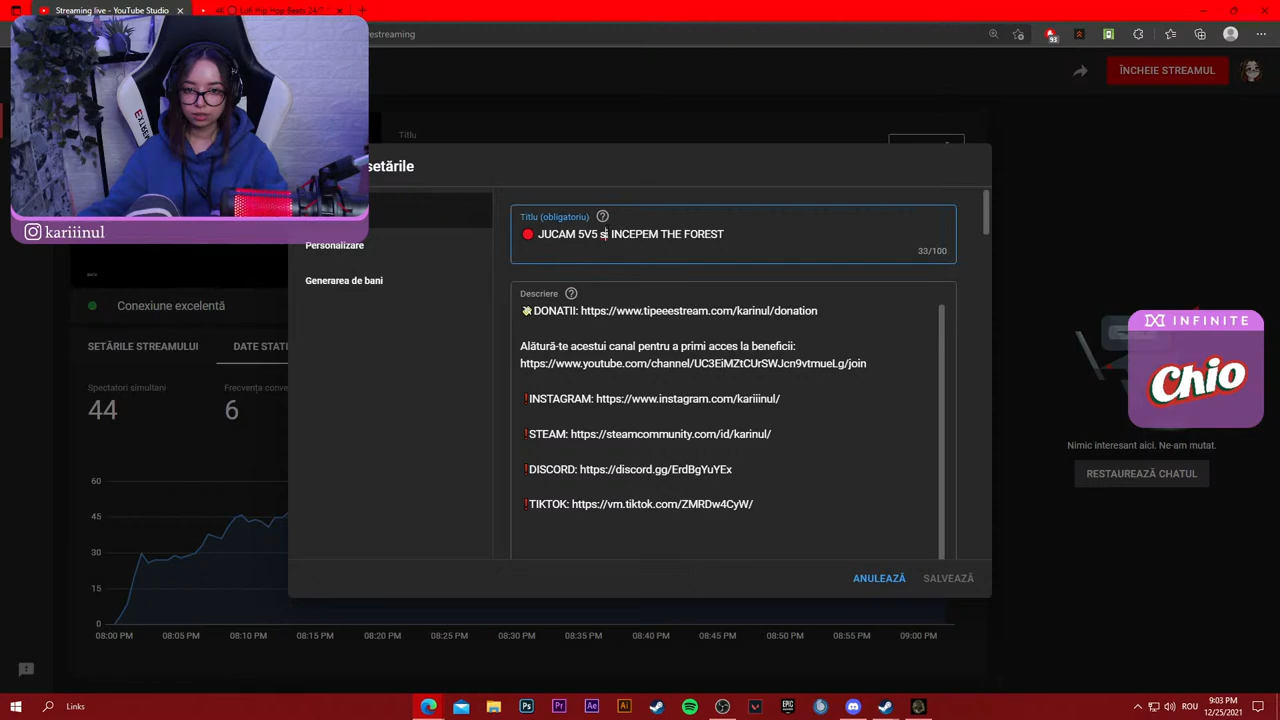 Streaming live - YouTube Studio
4K Lofi Hip Hop Beats 24/7
vestreaming
93
ÎNCHEIE STREAMUL
Titlu
setările
kariiinul
Titlu (obligatoriu)
JUCAM 5V5 si INCEPEM THE FOREST
33/100
Personalizare
Generarea de bani
Descriere
DONATII: https://www.tipeeestream.com/karinul/donation
Alătură-te acestui canal pentru a primi acces la beneficii:
https://www.youtube.com/channel/UC3EiMZtCUrSWJcn9vtmueLg/join
!INSTAGRAM: https://www.instagram.com/kariiinul/
!STEAM: https://steamcommunity.com/id/karinul/
!DISCORD: https://discord.gg/ErdBgYuYEx
!TIKTOK: https://vm.tiktok.com/ZMRDw4CyW/
ANULEAZĂ
SALVEAZĂ
Conexiune excelentă
SETĂRILE STREAMULUI
DATE STATI
Spectatori simultani
Frecvența conve
44
6
60
45
30
15
0
08:00 PM 08:05 PM 08:10 PM 08:15 PM 08:20 PM 08:25 PM 08:30 PM 08:35 PM 08:40 PM 08:45 PM 08:50 PM 08:55 PM 09:00 PM
INFINITE
Chio
Nimic interesant aici. Ne-am mutat.
RESTAUREAZĂ CHATUL
Links
Ps
Pr
Ae
Ai
EPIC
ROU
9:03 PM
12/25/2021